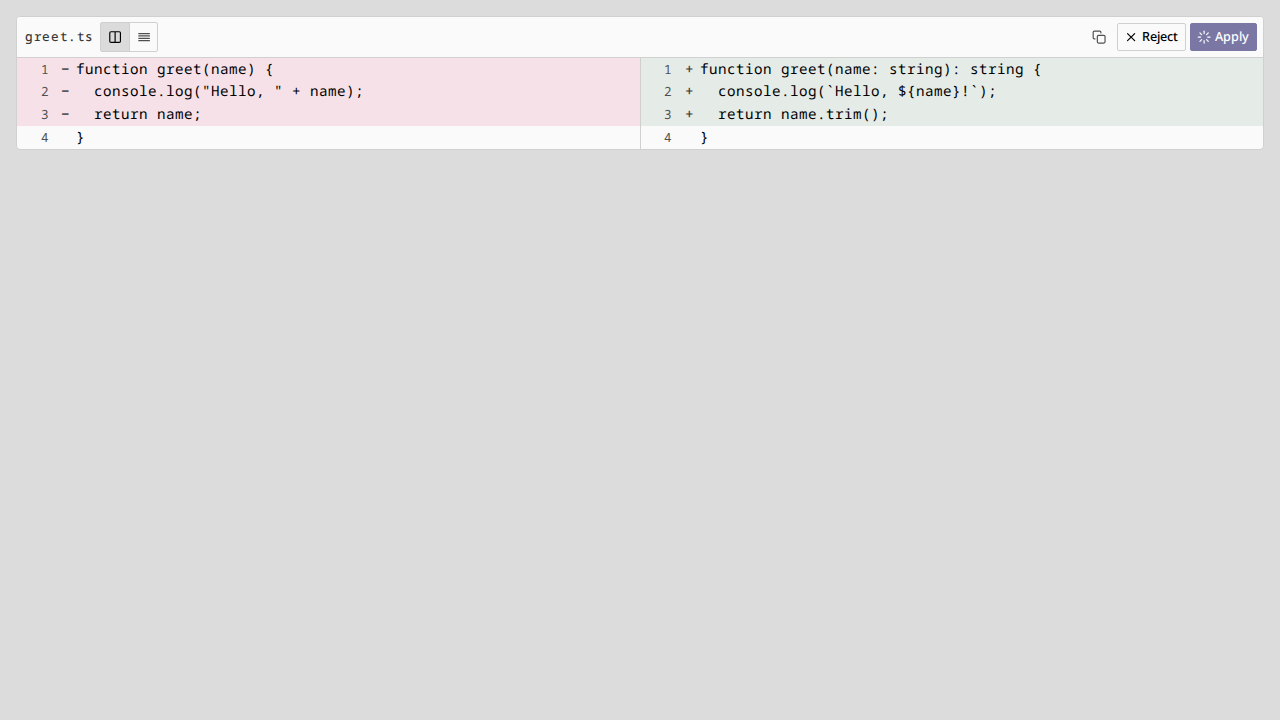 greet.ts
Reject
Apply
1 − function greet(name) {
2 −   console.log("Hello, " + name);
3 −   return name;
4   }
1 + function greet(name: string): string {
2 +   console.log(`Hello, ${name}!`);
3 +   return name.trim();
4   }